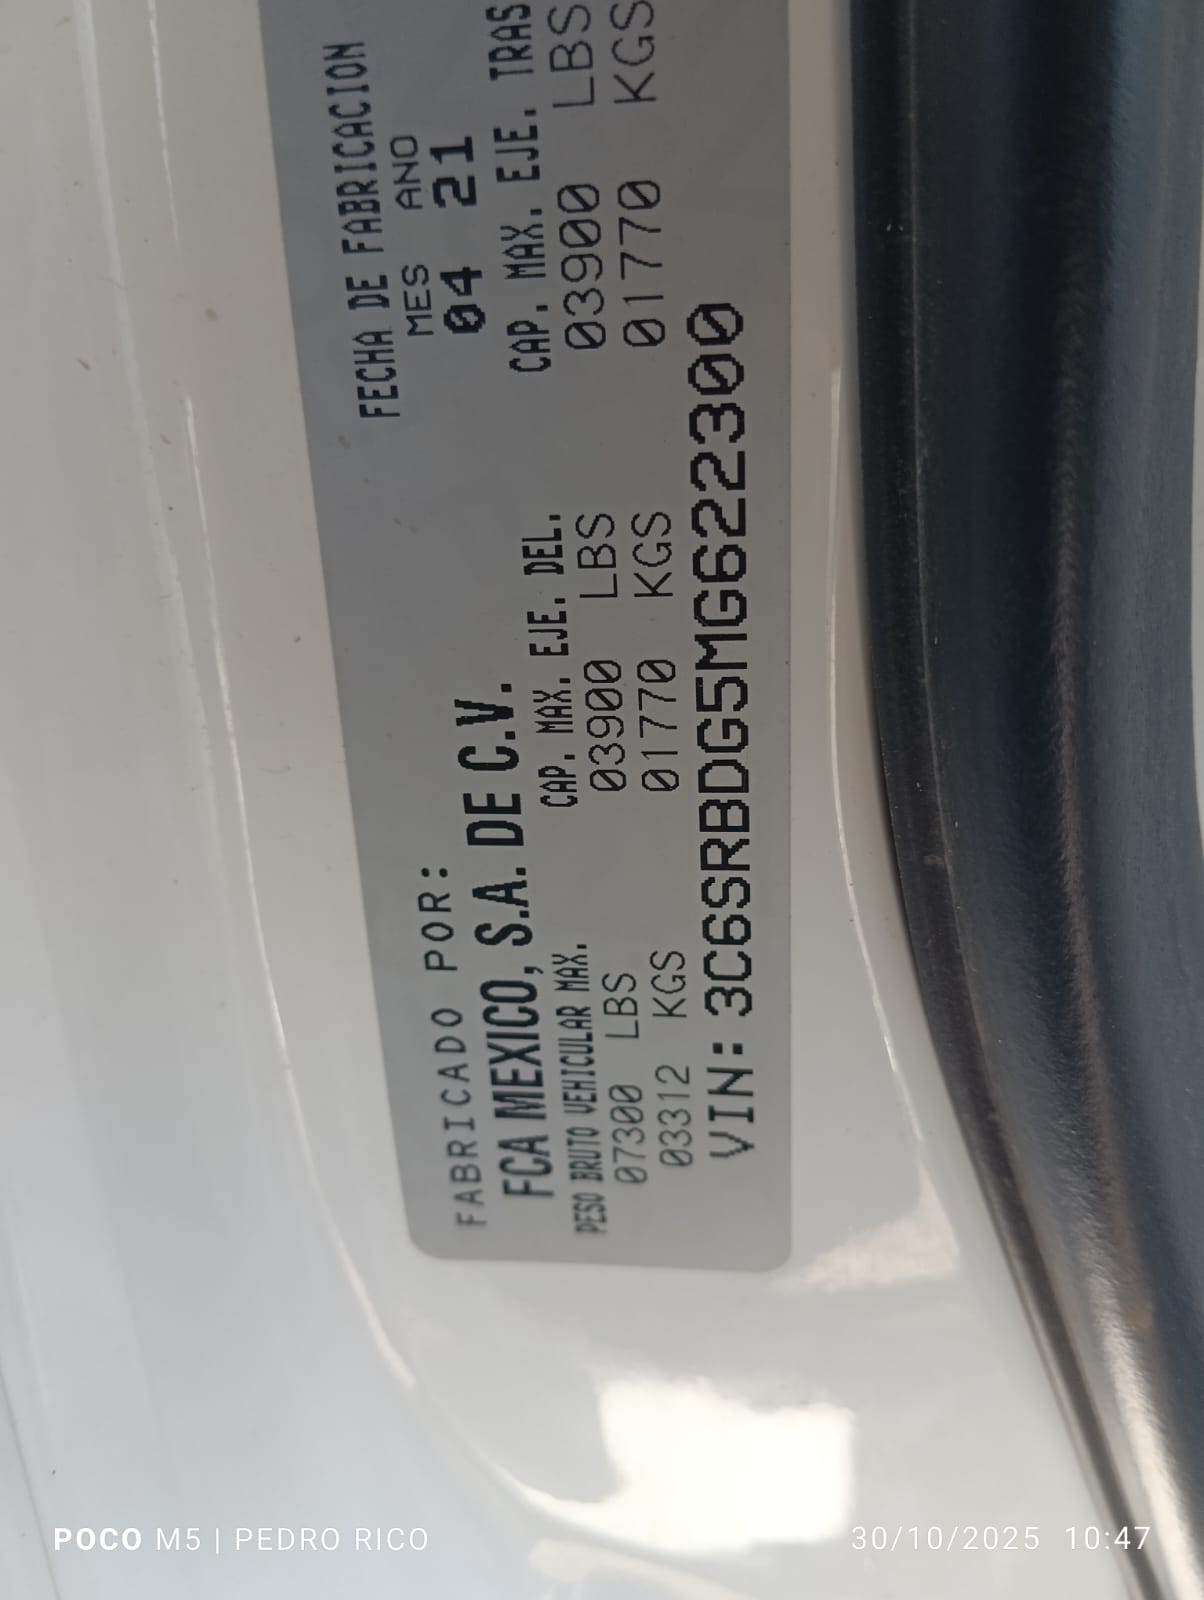 FECHA DE FABRICACION
MES ANO
04 21
FABRICADO POR:
FCA MEXICO, S.A. DE C.V.
PESO BRUTO VEHICULAR MAX.
07300 LBS
03312 KGS
CAP. MAX. EJE. DEL.
03900 LBS
01770 KGS
CAP. MAX. EJE. TRAS
03900 LBS
01770 KGS
VIN: 3C6SRBDG5MG622300
POCO M5 | PEDRO RICO
30/10/2025 10:47